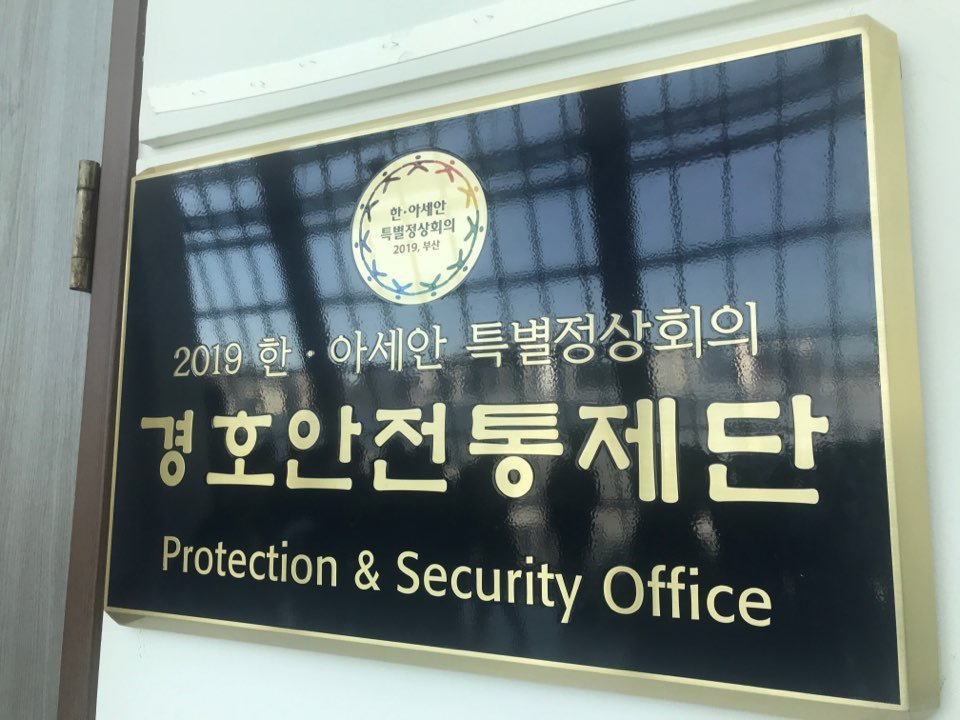 한·아세안
특별정상회의
2019, 부산
2019 한·아세안 특별정상회의
경호안전통제단
Protection & Security Office